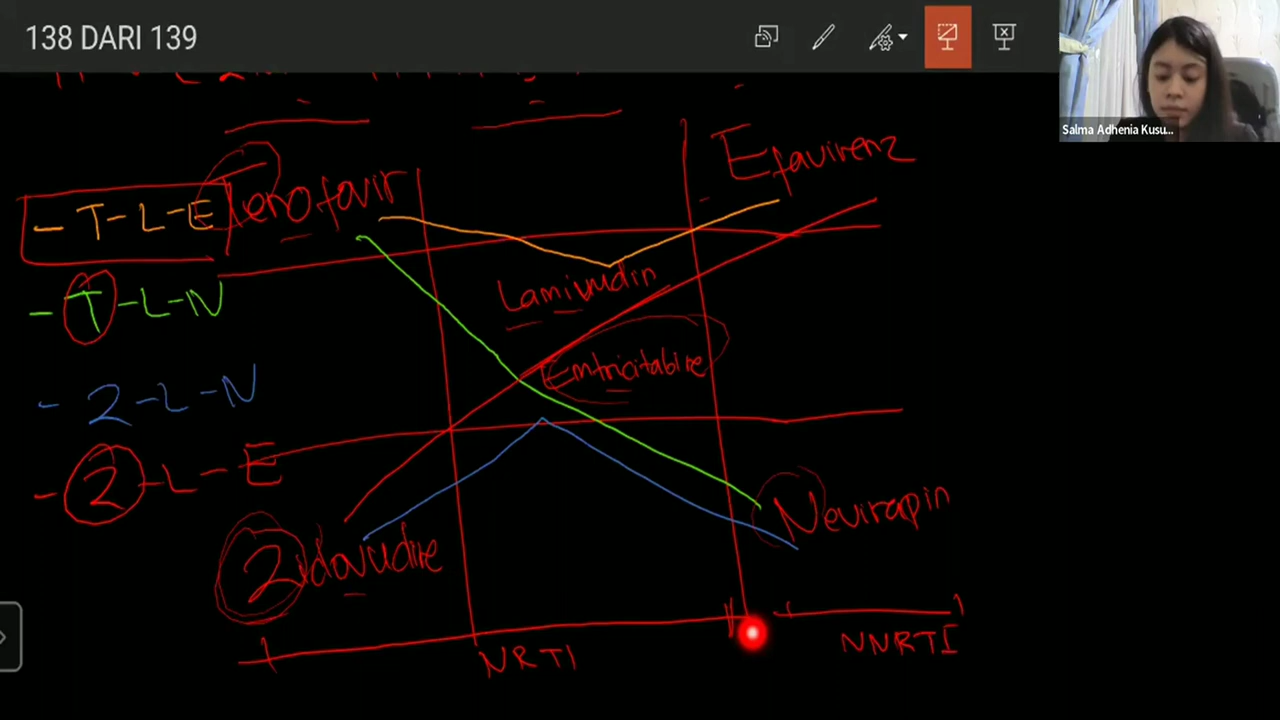 138 DARI 139
Salma Adhenia Kusu...
Efavirenz
Tenofovir
- T-L-E
Lamivudin
- T-L-N
Emtricitabine
- Z-L-N
- Z-L-E
Nevirapin
Zidovudine
NRTI
NNRTI